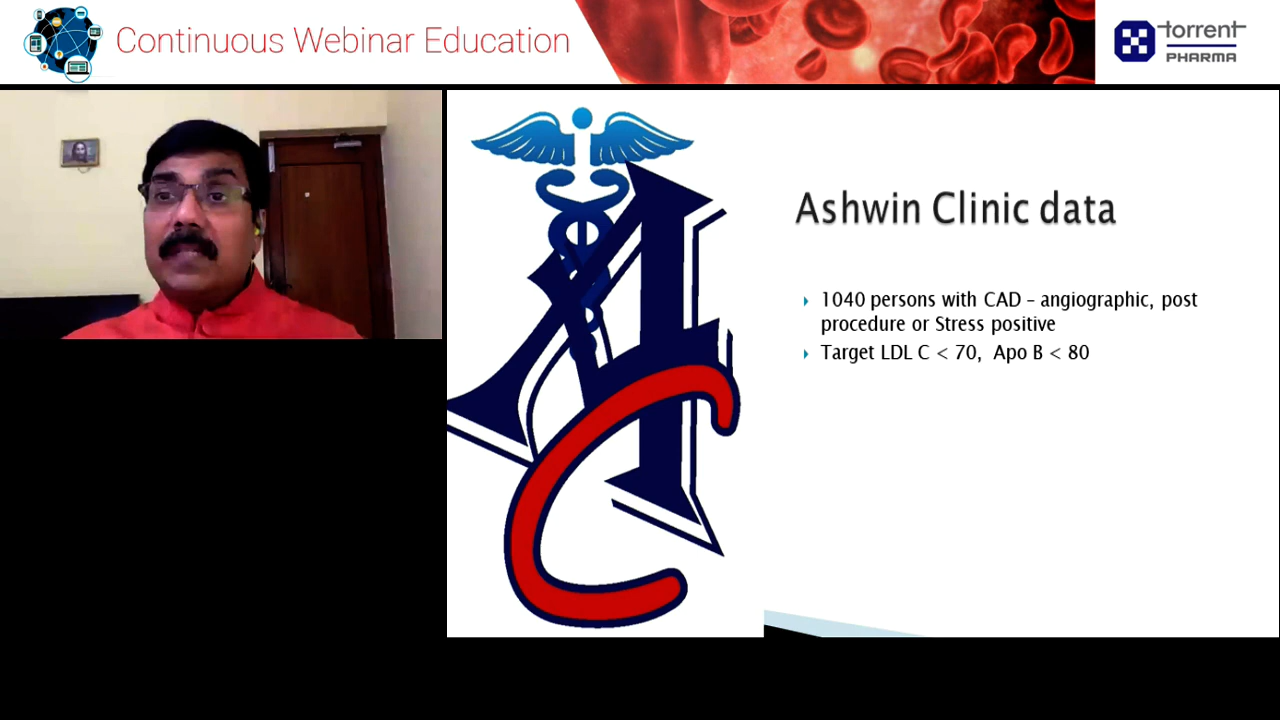 Continuous Webinar Education
torrent
PHARMA
Ashwin Clinic data
1040 persons with CAD – angiographic, post
procedure or Stress positive
Target LDL C < 70, Apo B < 80